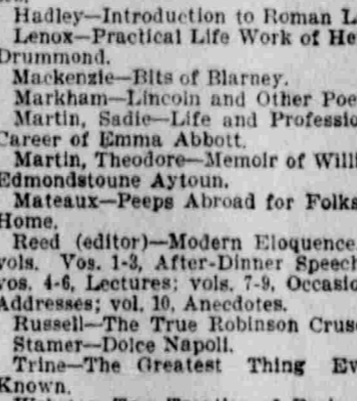 Hadley—Introduction to Roman L
Lenox—Practical Life Work of He
Drummond.
Mackenzie—Bits of Blarney.
Markham—Lincoln and Other Poe
Martin, Sadie—Life and Professio
Career of Emma Abbott.
Martin, Theodore—Memoir of Willi
Edmondstoune Aytoun.
Mateaux—Peeps Abroad for Folks
Home.
Reed (editor)—Modern Eloquence.
vols. Vos. 1-3, After-Dinner Speech
vos. 4-6, Lectures; vols. 7-9, Occasio
Addresses; vol. 10, Anecdotes.
Russell—The True Robinson Cruso
Stamer—Dolce Napoli.
Trine—The Greatest Thing Ev
Known.